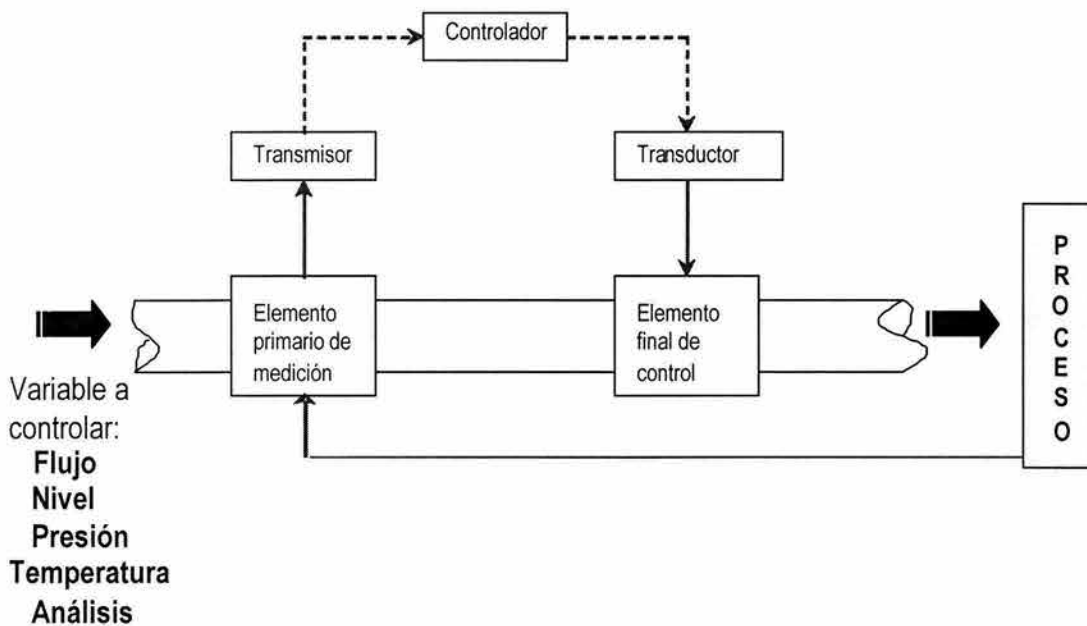 Controlador
Transmisor
Transductor
Elemento
primario de
medición
Elemento
final de
control
P
R
O
C
E
S
O
Variable a
controlar:
Flujo
Nivel
Presión
Temperatura
Análisis